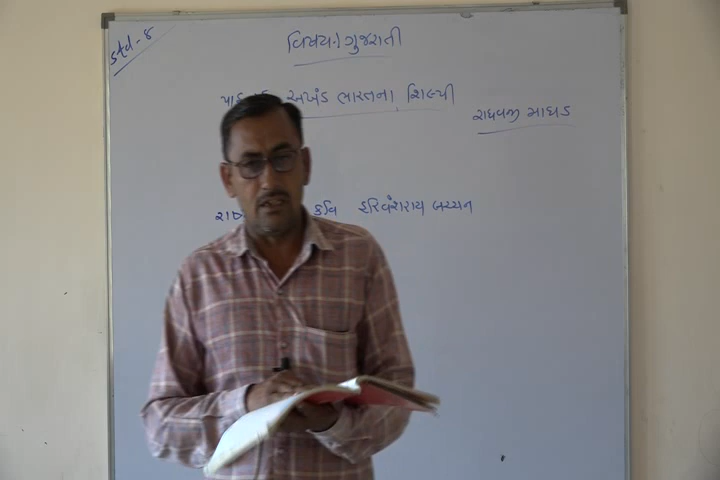 Std - 8
વિષયઃ ગુજરાતી
પાઠ અખંડ ભારતના શિલ્પી
રાઘવજી માધડ
કવિ હરિવંશરાય બચ્ચન